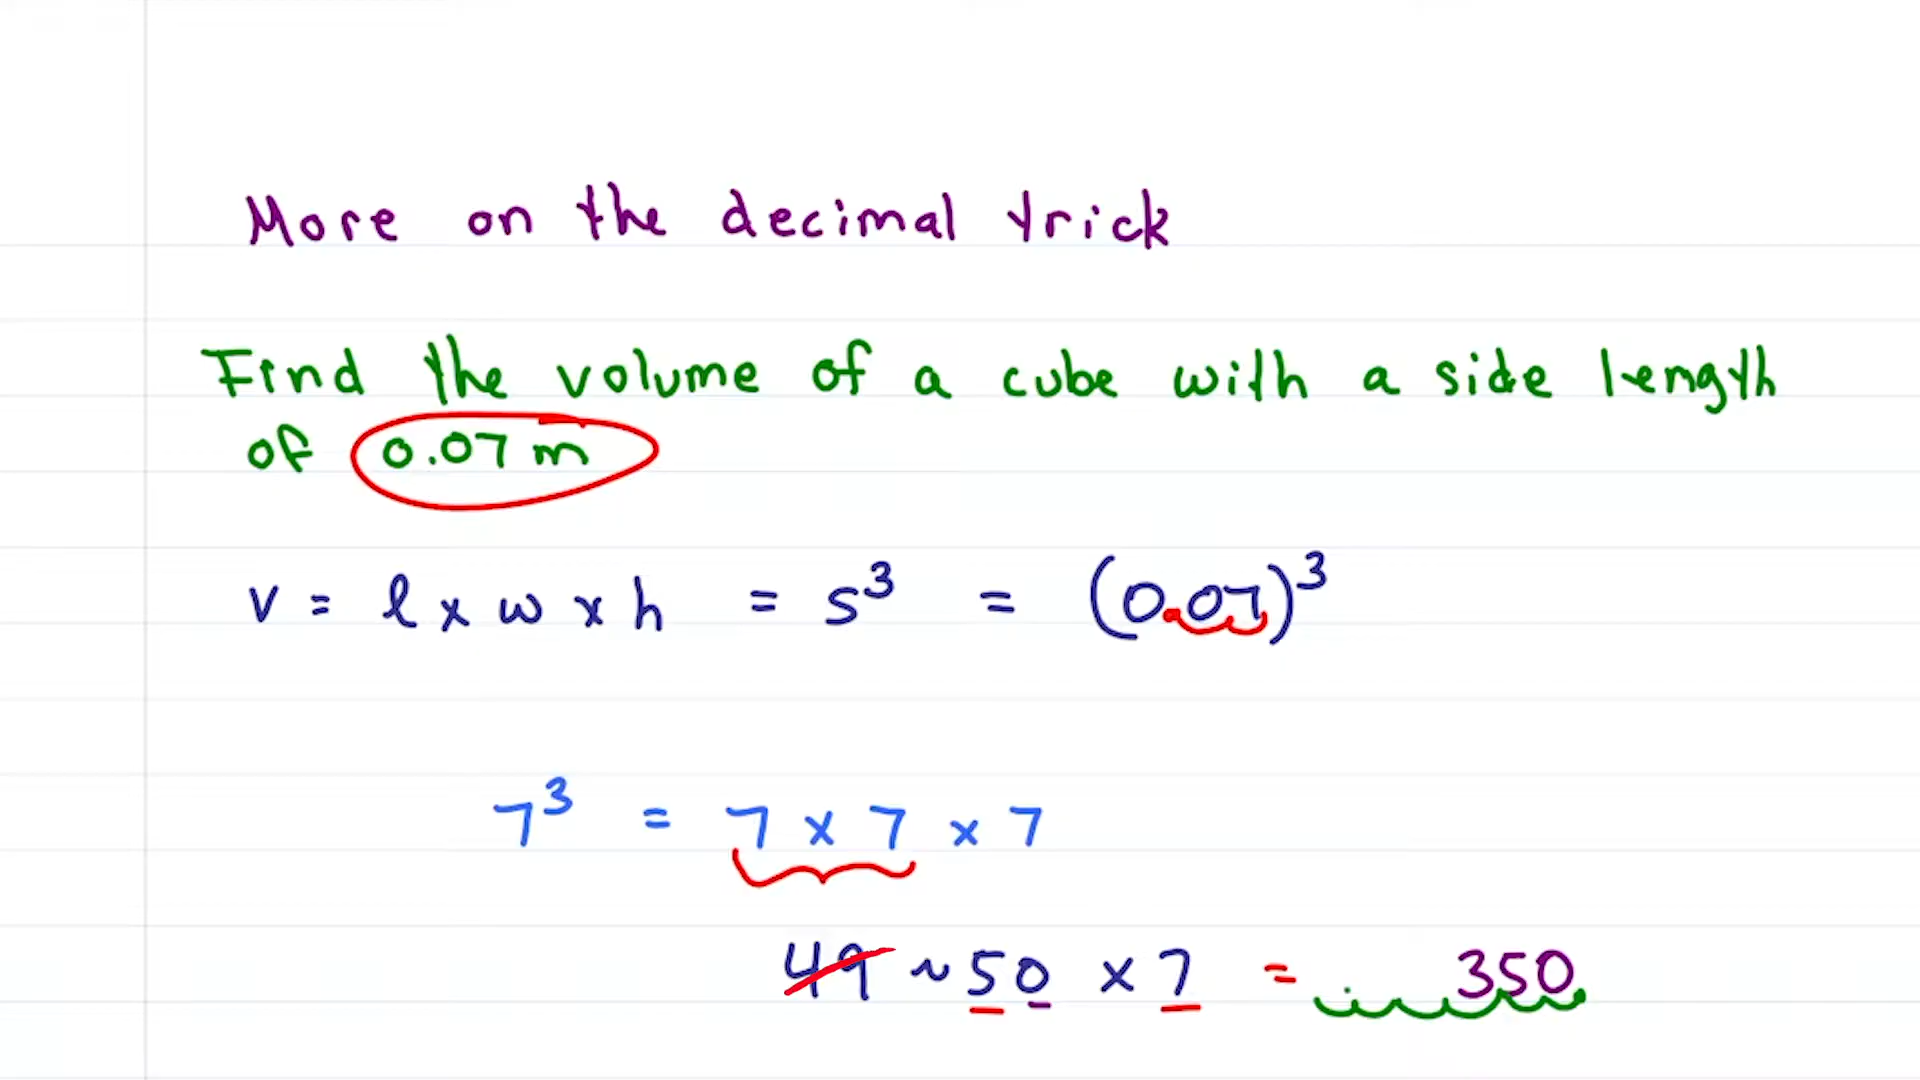 More on the decimal trick
Find the volume of a cube with a side length
of 0.07 m
v = l x w x h = s³ = (0.07)³
7³ = 7 x 7 x 7
49 ~ 50 x 7 = .350